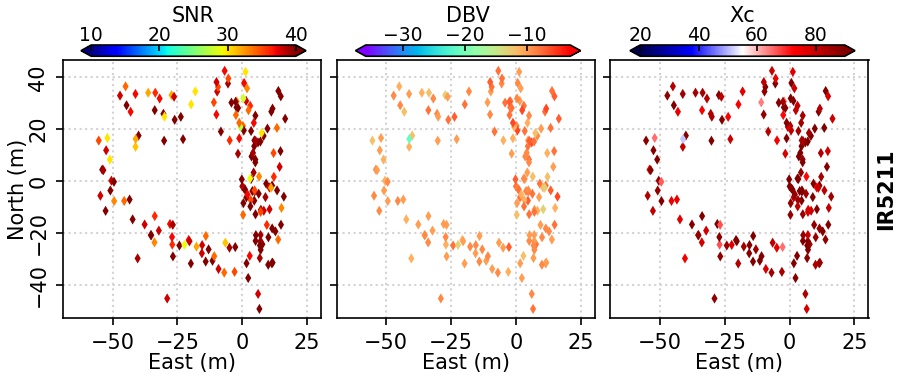 SNR DBV Xc
10 20 30 40 −30 −20 −10 20 40 60 80
40
20
0
−20
−40
North (m)
IR5211
−50 −25 0 25 −50 −25 0 25 −50 −25 0 25
East (m) East (m) East (m)